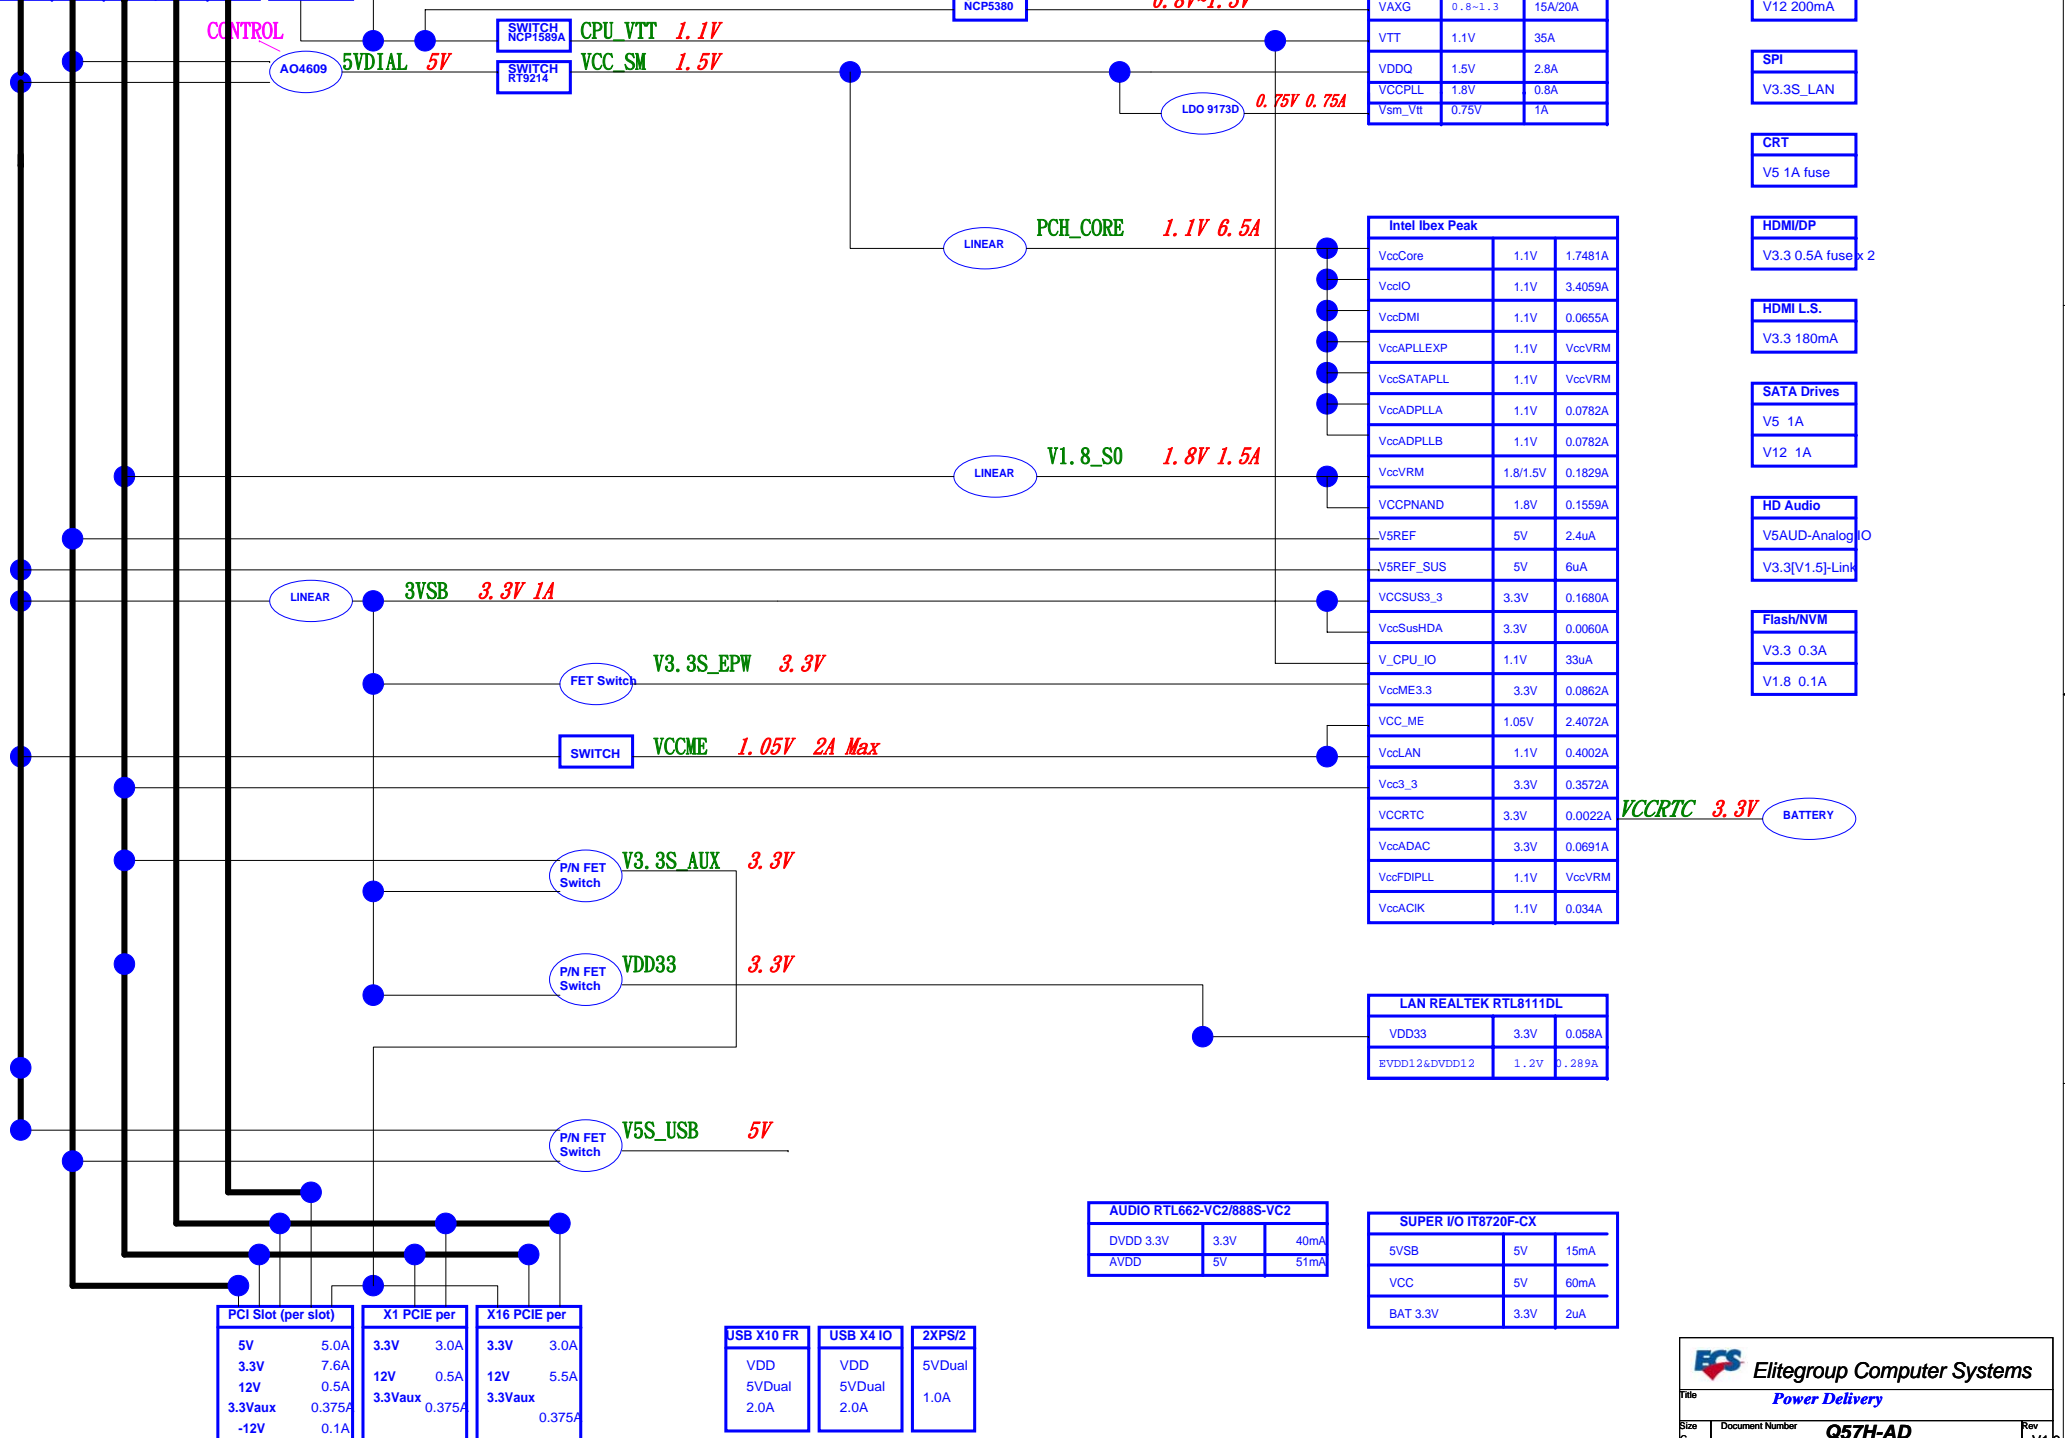 CONTROL
AO4609
5VDIAL 5V
SWITCH
NCP1589A
CPU_VTT 1.1V
SWITCH
RT9214
VCC_SM 1.5V
NCP5380
0.8V~1.5V
LDO 9173D
0.75V 0.75A
VAXG 0.8~1.3 15A/20A
VTT 1.1V 35A
VDDQ 1.5V 2.8A
VCCPLL 1.8V 0.8A
Vsm_Vtt 0.75V 1A
V12 200mA
SPI
V3.3S_LAN
CRT
V5 1A fuse
HDMI/DP
V3.3 0.5A fuse x 2
HDMI L.S.
V3.3 180mA
SATA Drives
V5 1A
V12 1A
HD Audio
V5AUD-Analog IO
V3.3[V1.5]-Link
Flash/NVM
V3.3 0.3A
V1.8 0.1A
LINEAR
PCH_CORE 1.1V 6.5A
LINEAR
V1.8_S0 1.8V 1.5A
LINEAR
3VSB 3.3V 1A
FET Switch
V3.3S_EPW 3.3V
SWITCH
VCCME 1.05V 2A Max
P/N FET
Switch
V3.3S_AUX 3.3V
P/N FET
Switch
VDD33 3.3V
P/N FET
Switch
V5S_USB 5V
Intel Ibex Peak
VccCore 1.1V 1.7481A
VccIO 1.1V 3.4059A
VccDMI 1.1V 0.0655A
VccAPLLEXP 1.1V VccVRM
VccSATAPLL 1.1V VccVRM
VccADPLLA 1.1V 0.0782A
VccADPLLB 1.1V 0.0782A
VccVRM 1.8/1.5V 0.1829A
VCCPNAND 1.8V 0.1559A
V5REF 5V 2.4uA
V5REF_SUS 5V 6uA
VCCSUS3_3 3.3V 0.1680A
VccSusHDA 3.3V 0.0060A
V_CPU_IO 1.1V 33uA
VccME3.3 3.3V 0.0862A
VCC_ME 1.05V 2.4072A
VccLAN 1.1V 0.4002A
Vcc3_3 3.3V 0.3572A
VCCRTC 3.3V 0.0022A
VccADAC 3.3V 0.0691A
VccFDIPLL 1.1V VccVRM
VccAClK 1.1V 0.034A
VCCRTC 3.3V
BATTERY
LAN REALTEK RTL8111DL
VDD33 3.3V 0.058A
EVDD12&DVDD12 1.2V 0.289A
AUDIO RTL662-VC2/888S-VC2
DVDD 3.3V 3.3V 40mA
AVDD 5V 51mA
SUPER I/O IT8720F-CX
5VSB 5V 15mA
VCC 5V 60mA
BAT 3.3V 3.3V 2uA
PCI Slot (per slot)
5V 5.0A
3.3V 7.6A
12V 0.5A
3.3Vaux 0.375A
-12V 0.1A
X1 PCIE per
3.3V 3.0A
12V 0.5A
3.3Vaux 0.375A
X16 PCIE per
3.3V 3.0A
12V 5.5A
3.3Vaux
0.375A
USB X10 FR
VDD
5VDual
2.0A
USB X4 IO
VDD
5VDual
2.0A
2XPS/2
5VDual
1.0A
ECS Elitegroup Computer Systems
Title
Power Delivery
Size
Document Number
Q57H-AD
Rev